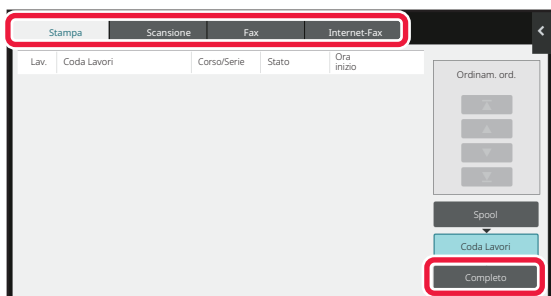 Stampa Scansione Fax Internet-Fax
Lav. Coda Lavori Corso/Serie Stato Ora inizio
Ordinam. ord.
Spool
Coda Lavori
Completo